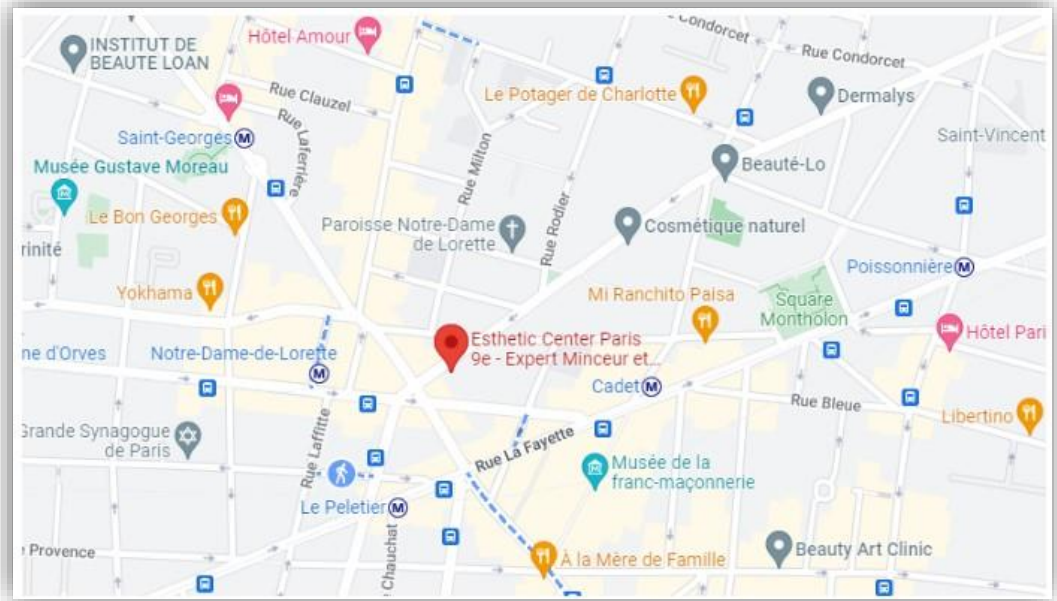 Condorcet
Rue Condorcet
INSTITUT DE
BEAUTE LOAN
Hôtel Amour
Rue Clauzel
Le Potager de Charlotte
Dermalys
Saint-Georges
M
Rue Laferrière
Rue Milton
Saint-Vincent
Musée Gustave Moreau
Beauté-Lo
Le Bon Georges
Paroisse Notre-Dame
de Lorette
Rue Rodier
Cosmétique naturel
rinité
Poissonnière
M
Yokhama
Mi Ranchito Paisa
Square
Montholon
ne d'Orves
Notre-Dame-de-Lorette
M
Esthetic Center Paris
9e - Expert Minceur et...
Hôtel Pari
Cadet
M
Rue Bleue
Libertino
Grande Synagogue
de Paris
Rue Laffitte
Rue La Fayette
Musée de la
franc-maçonnerie
Le Peletier
M
Chauchat
Provence
À la Mère de Famille
Beauty Art Clinic